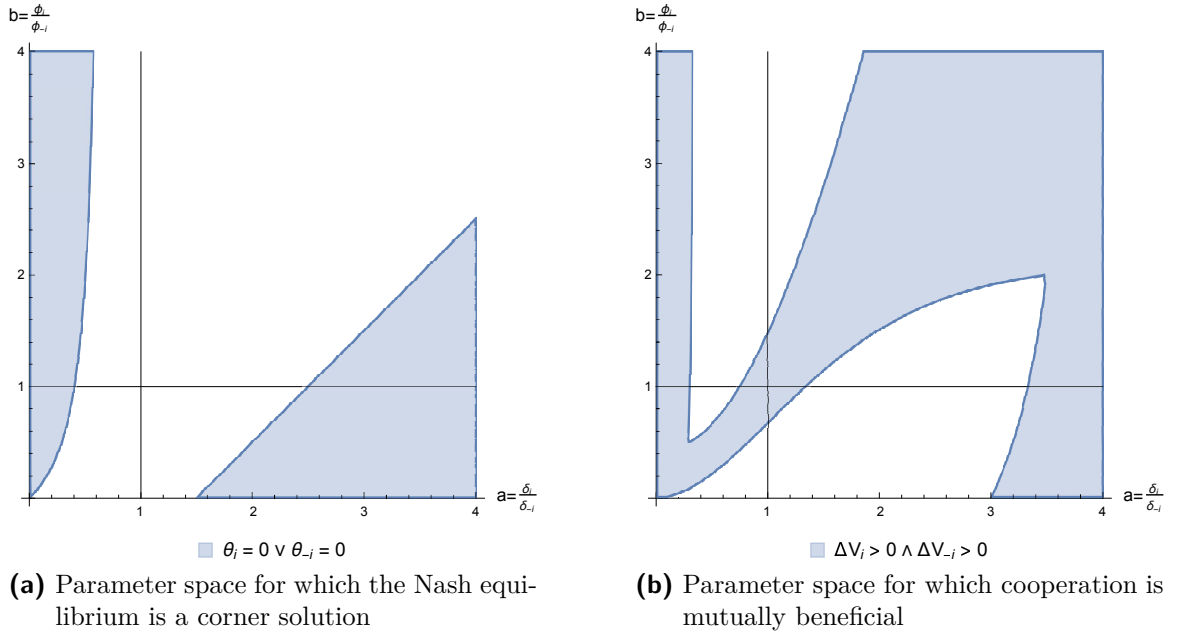 b=ϕᵢ/ϕ₋ᵢ
4
3
2
1
1
2
3
4
a=δᵢ/δ₋ᵢ
θᵢ = 0 ∨ θ₋ᵢ = 0
(a) Parameter space for which the Nash equi-
librium is a corner solution
b=ϕᵢ/ϕ₋ᵢ
4
3
2
1
1
2
3
4
a=δᵢ/δ₋ᵢ
ΔVᵢ > 0 ∧ ΔV₋ᵢ > 0
(b) Parameter space for which cooperation is
mutually beneficial